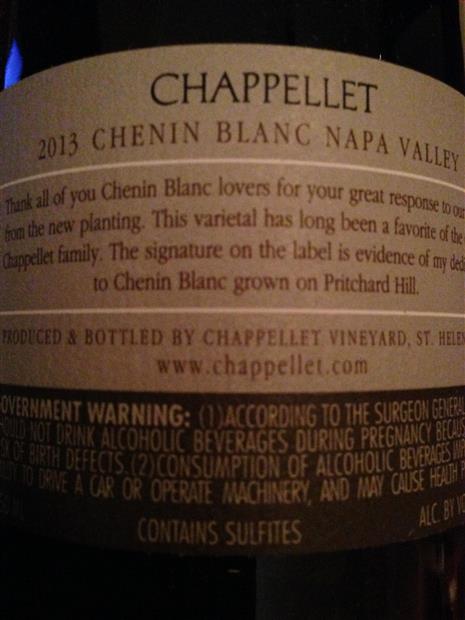 CHAPPELLET
2013 CHENIN BLANC NAPA VALLEY
Thank all of you Chenin Blanc lovers for your great response to our
from the new planting. This varietal has long been a favorite of the
Chappellet family. The signature on the label is evidence of my
to Chenin Blanc grown on Pritchard Hill.
PRODUCED & BOTTLED BY CHAPPELLET VINEYARD, ST.
www.chappellet.com
WARNING: (1)ACCORDING TO THE SURGEON GENERAL
NOT DRINK ALCOHOLIC BEVERAGES DURING PREGNANCY
OF BIRTH DEFECTS.(2)CONSUMPTION OF ALCOHOLIC BEVERAGES
TO DRIVE A CAR OR OPERATE MACHINERY, AND MAY CAUSE HEALTH
ML
ALC. BY
CONTAINS SULFITES